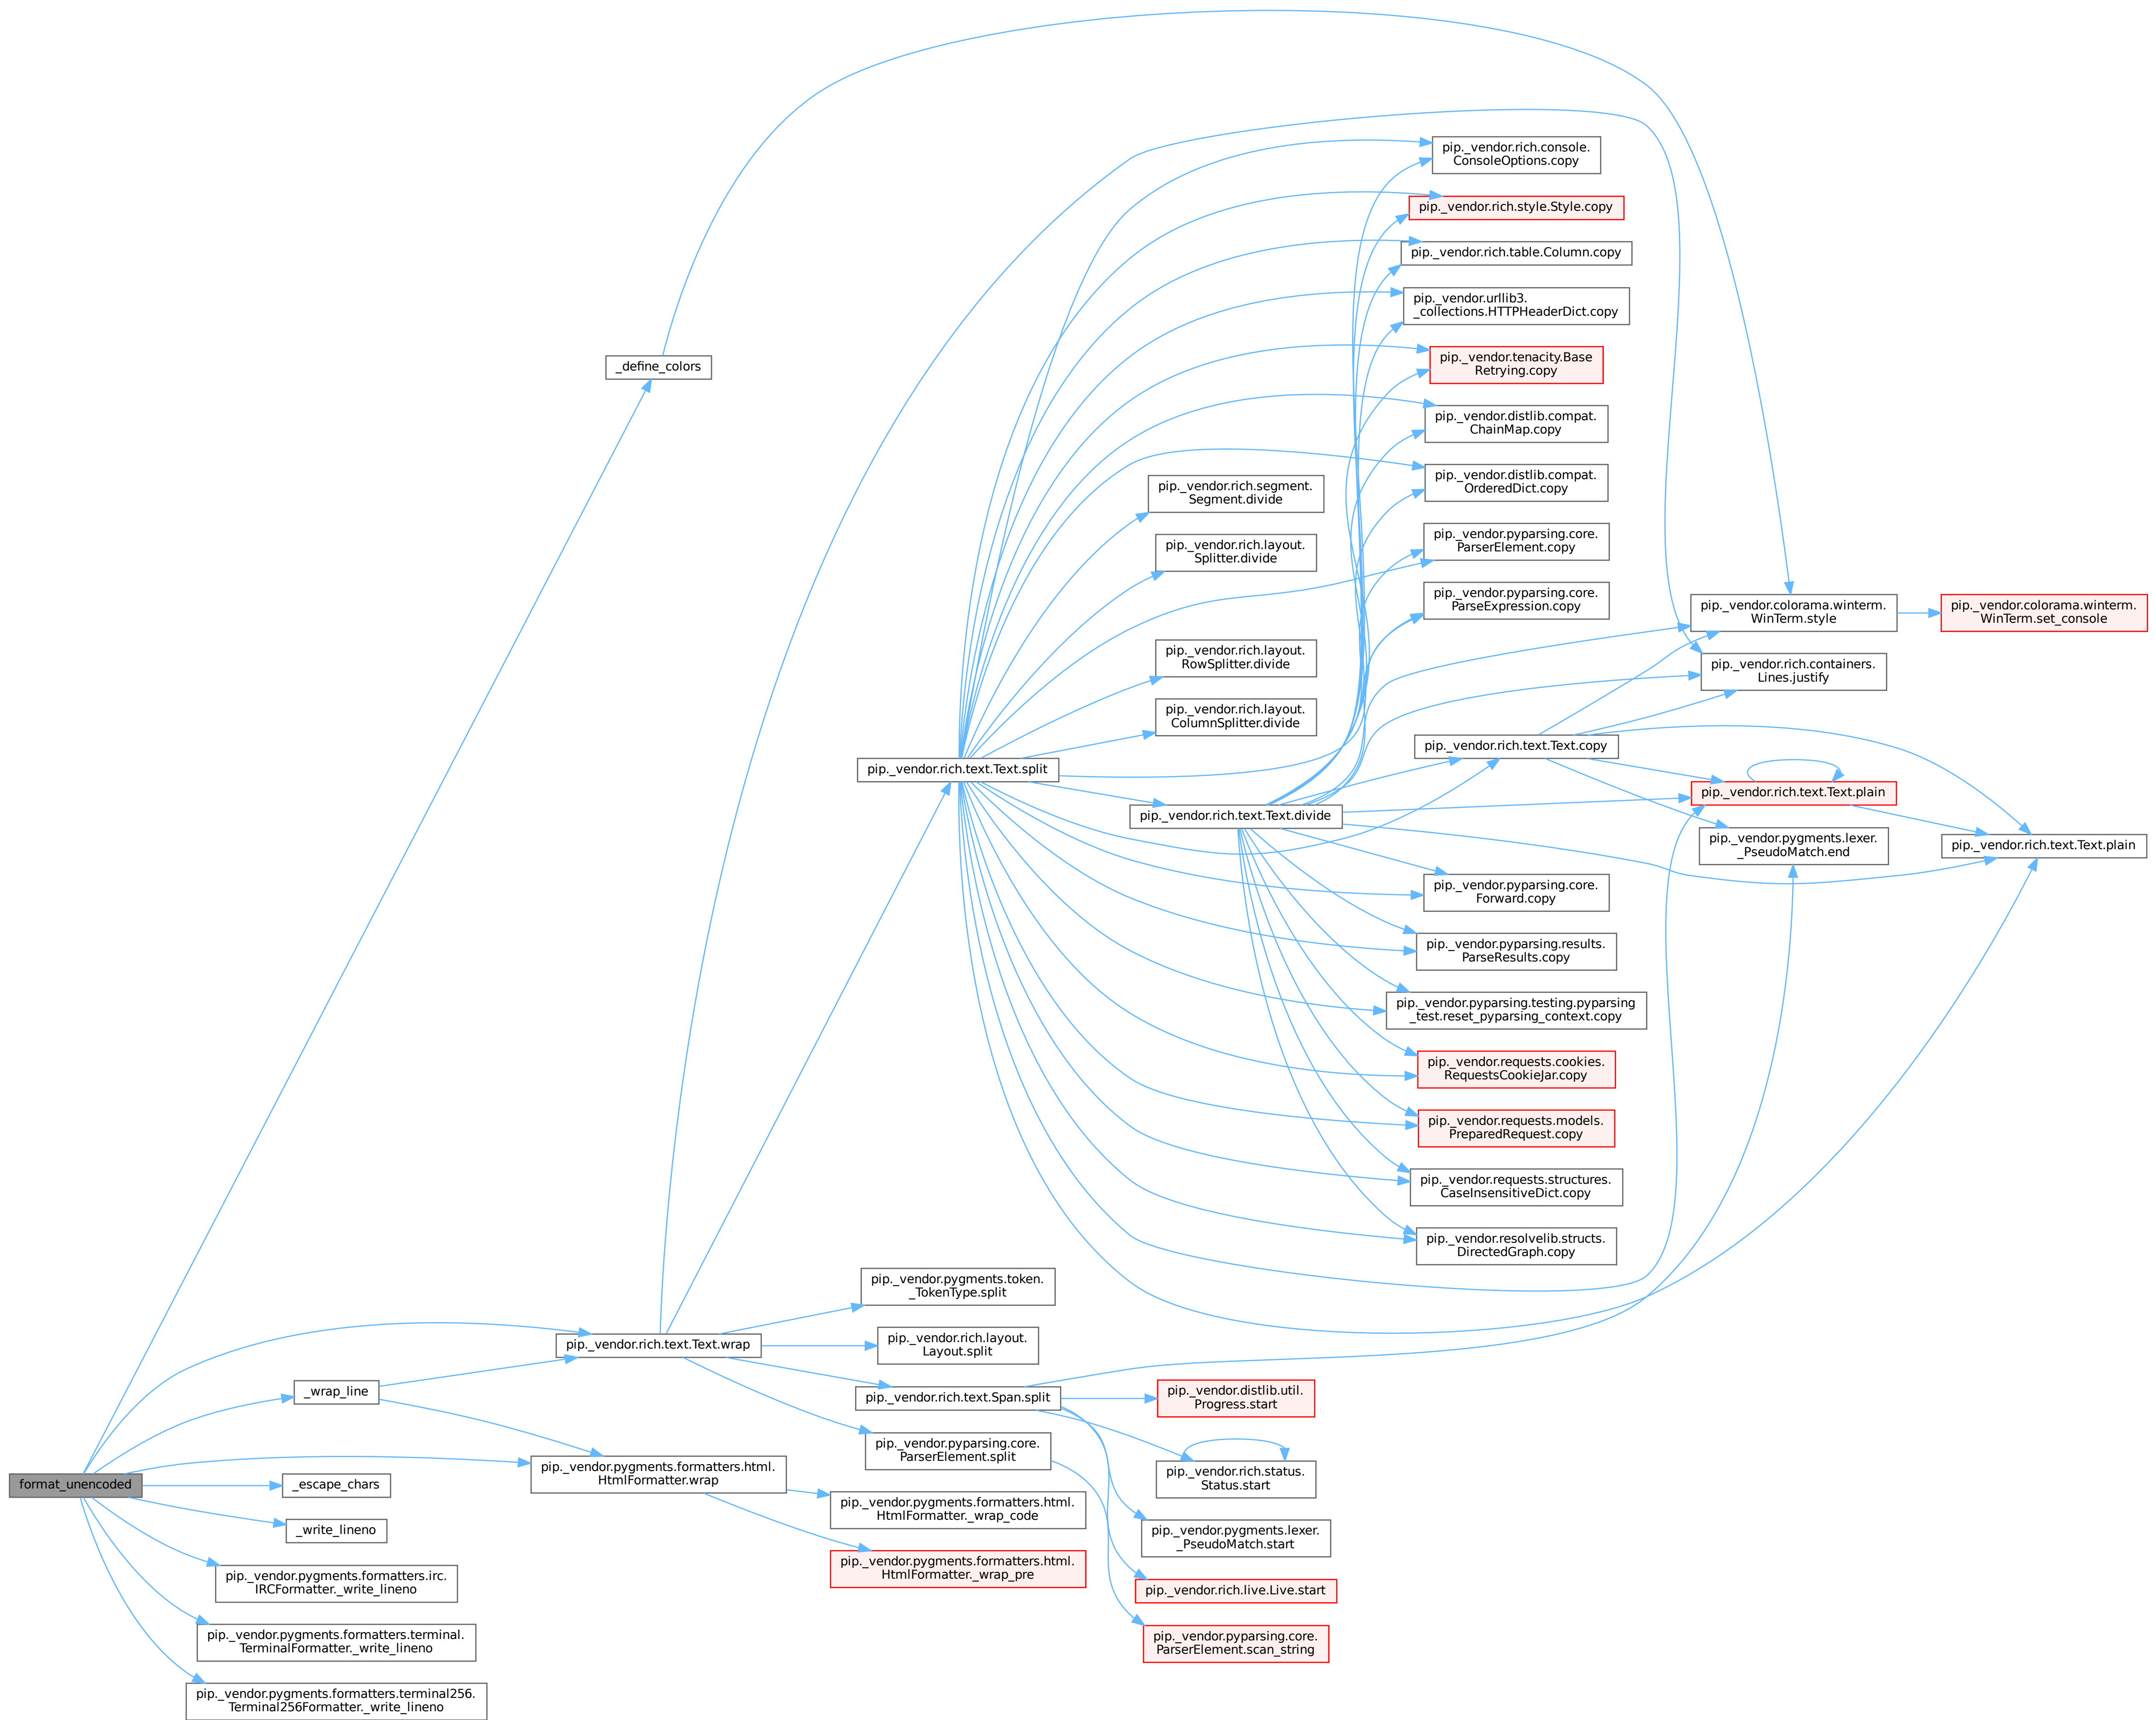 pip._vendor.rich.console.
ConsoleOptions.copy
pip._vendor.rich.style.Style.copy
pip._vendor.rich.table.Column.copy
pip._vendor.urllib3.
_collections.HTTPHeaderDict.copy
_define_colors
pip._vendor.tenacity.Base
Retrying.copy
pip._vendor.distlib.compat.
ChainMap.copy
pip._vendor.rich.segment.
Segment.divide
pip._vendor.distlib.compat.
OrderedDict.copy
pip._vendor.rich.layout.
Splitter.divide
pip._vendor.pyparsing.core.
ParserElement.copy
pip._vendor.pyparsing.core.
ParseExpression.copy
pip._vendor.colorama.winterm.
WinTerm.style
pip._vendor.colorama.winterm.
WinTerm.set_console
pip._vendor.rich.layout.
RowSplitter.divide
pip._vendor.rich.containers.
Lines.justify
pip._vendor.rich.layout.
ColumnSplitter.divide
pip._vendor.rich.text.Text.copy
pip._vendor.rich.text.Text.split
pip._vendor.rich.text.Text.plain
pip._vendor.rich.text.Text.divide
pip._vendor.pygments.lexer.
_PseudoMatch.end
pip._vendor.rich.text.Text.plain
pip._vendor.pyparsing.core.
Forward.copy
pip._vendor.pyparsing.results.
ParseResults.copy
pip._vendor.pyparsing.testing.pyparsing
_test.reset_pyparsing_context.copy
pip._vendor.requests.cookies.
RequestsCookieJar.copy
pip._vendor.requests.models.
PreparedRequest.copy
pip._vendor.requests.structures.
CaseInsensitiveDict.copy
pip._vendor.resolvelib.structs.
DirectedGraph.copy
pip._vendor.pygments.token.
_TokenType.split
pip._vendor.rich.text.Text.wrap
pip._vendor.rich.layout.
Layout.split
_wrap_line
pip._vendor.rich.text.Span.split
pip._vendor.distlib.util.
Progress.start
pip._vendor.pyparsing.core.
ParserElement.split
format_unencoded
_escape_chars
pip._vendor.pygments.formatters.html.
HtmlFormatter.wrap
pip._vendor.rich.status.
Status.start
_write_lineno
pip._vendor.pygments.formatters.html.
HtmlFormatter._wrap_code
pip._vendor.pygments.lexer.
_PseudoMatch.start
pip._vendor.pygments.formatters.irc.
IRCFormatter._write_lineno
pip._vendor.pygments.formatters.html.
HtmlFormatter._wrap_pre
pip._vendor.rich.live.Live.start
pip._vendor.pygments.formatters.terminal.
TerminalFormatter._write_lineno
pip._vendor.pyparsing.core.
ParserElement.scan_string
pip._vendor.pygments.formatters.terminal256.
Terminal256Formatter._write_lineno